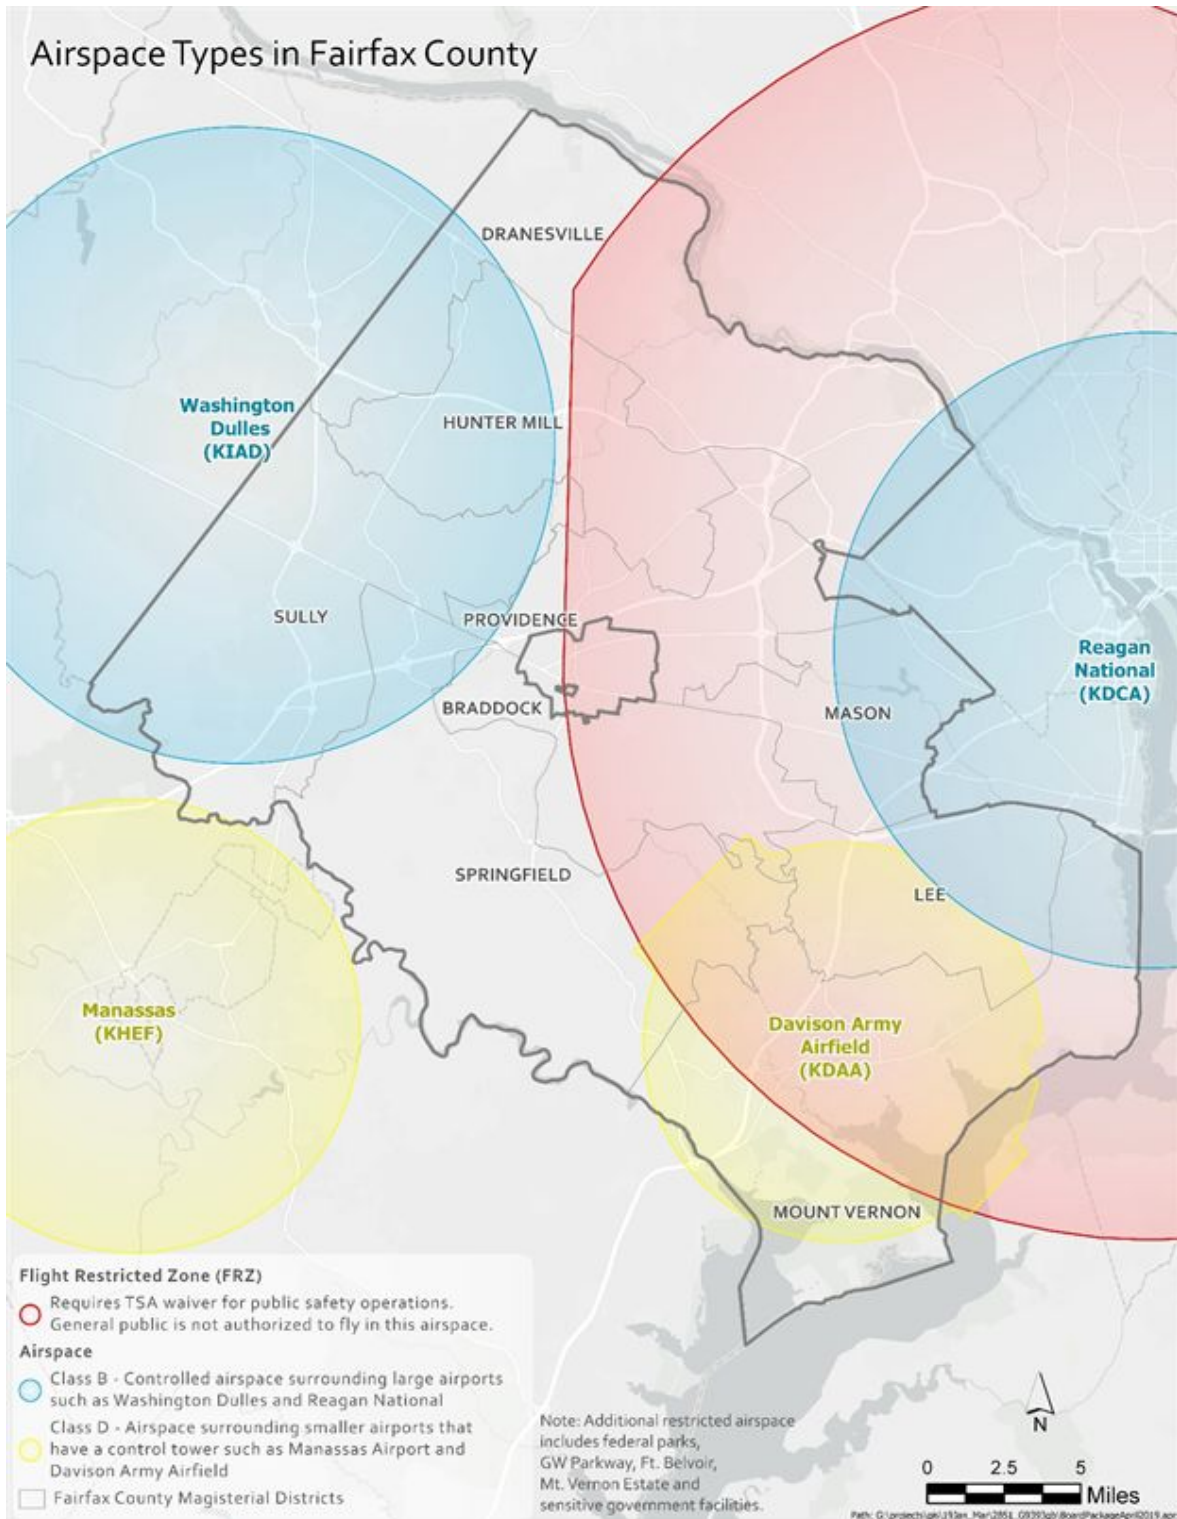 Airspace Types in Fairfax County
DRANESVILLE
Washington
Dulles
(KIAD)
HUNTER MILL
SULLY
PROVIDENCE
Reagan
National
(KDCA)
BRADDOCK
MASON
SPRINGFIELD
LEE
Manassas
(KHEF)
Davison Army
Airfield
(KDAA)
MOUNT VERNON
Flight Restricted Zone (FRZ)
Requires TSA waiver for public safety operations.
General public is not authorized to fly in this airspace.
Airspace
Class B - Controlled airspace surrounding large airports
such as Washington Dulles and Reagan National
Class D - Airspace surrounding smaller airports that
have a control tower such as Manassas Airport and
Davison Army Airfield
Fairfax County Magisterial Districts
Note: Additional restricted airspace
includes federal parks,
GW Parkway, Ft. Belvoir,
Mt. Vernon Estate and
sensitive government facilities.
N
0 2.5 5
Miles
Path: